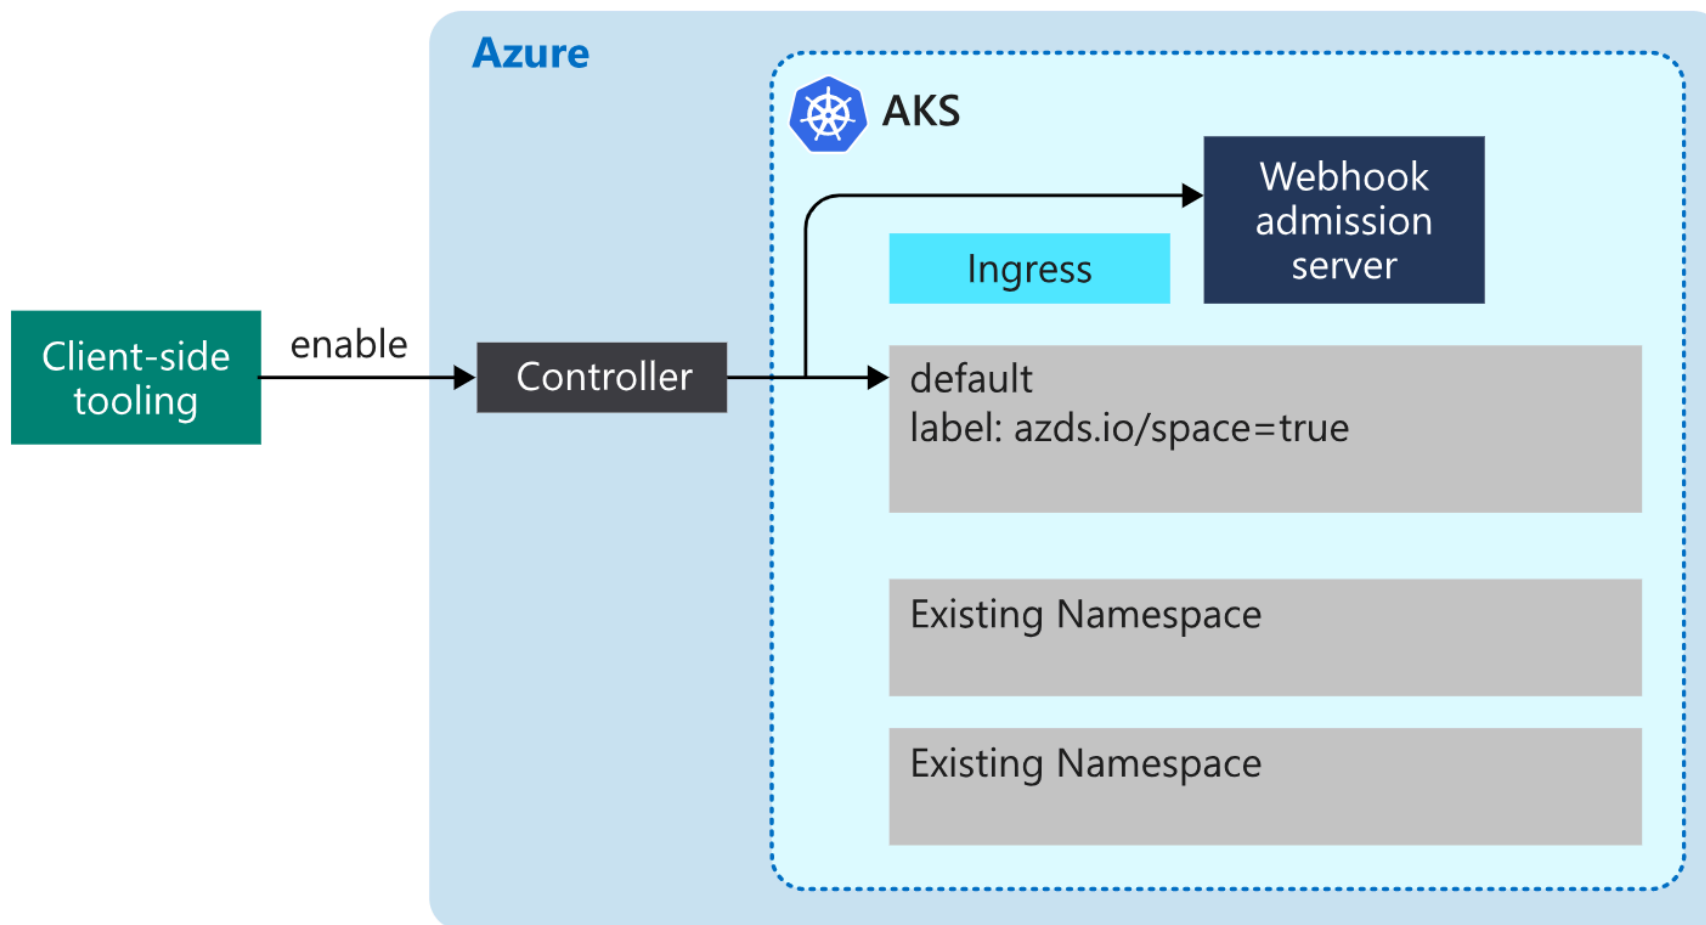 Azure
AKS
Webhook
admission
server
Ingress
Client-side
tooling
enable
Controller
default
label: azds.io/space=true
Existing Namespace
Existing Namespace